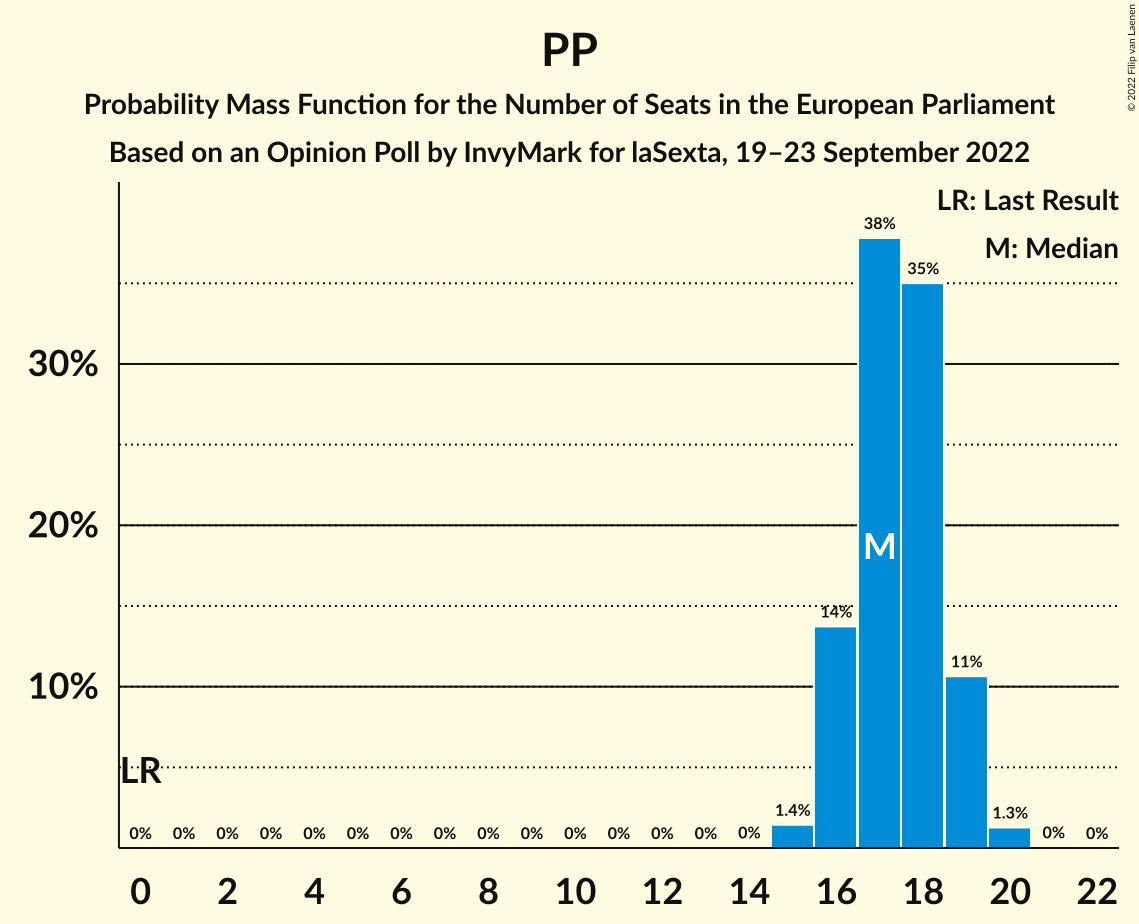 © 2022 Filip van Laenen
PP
Probability Mass Function for the Number of Seats in the European Parliament
Based on an Opinion Poll by InvyMark for laSexta, 19–23 September 2022
LR: Last Result
M: Median
38%
35%
30%
20%
M
14%
11%
10%
LR
1.4%
1.3%
0% 0% 0% 0% 0% 0% 0% 0% 0% 0% 0% 0% 0% 0% 0% 0% 0%
0 2 4 6 8 10 12 14 16 18 20 22